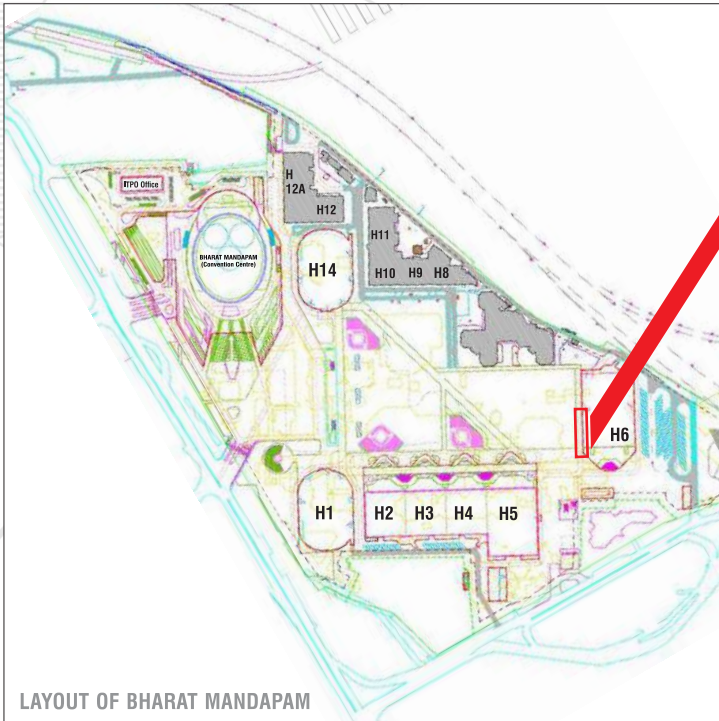 ITPO Office
H
12A
H12
BHARAT MANDAPAM
(Convention Centre)
H11
H14
H10
H9
H8
H6
H1
H2
H3
H4
H5
LAYOUT OF BHARAT MANDAPAM